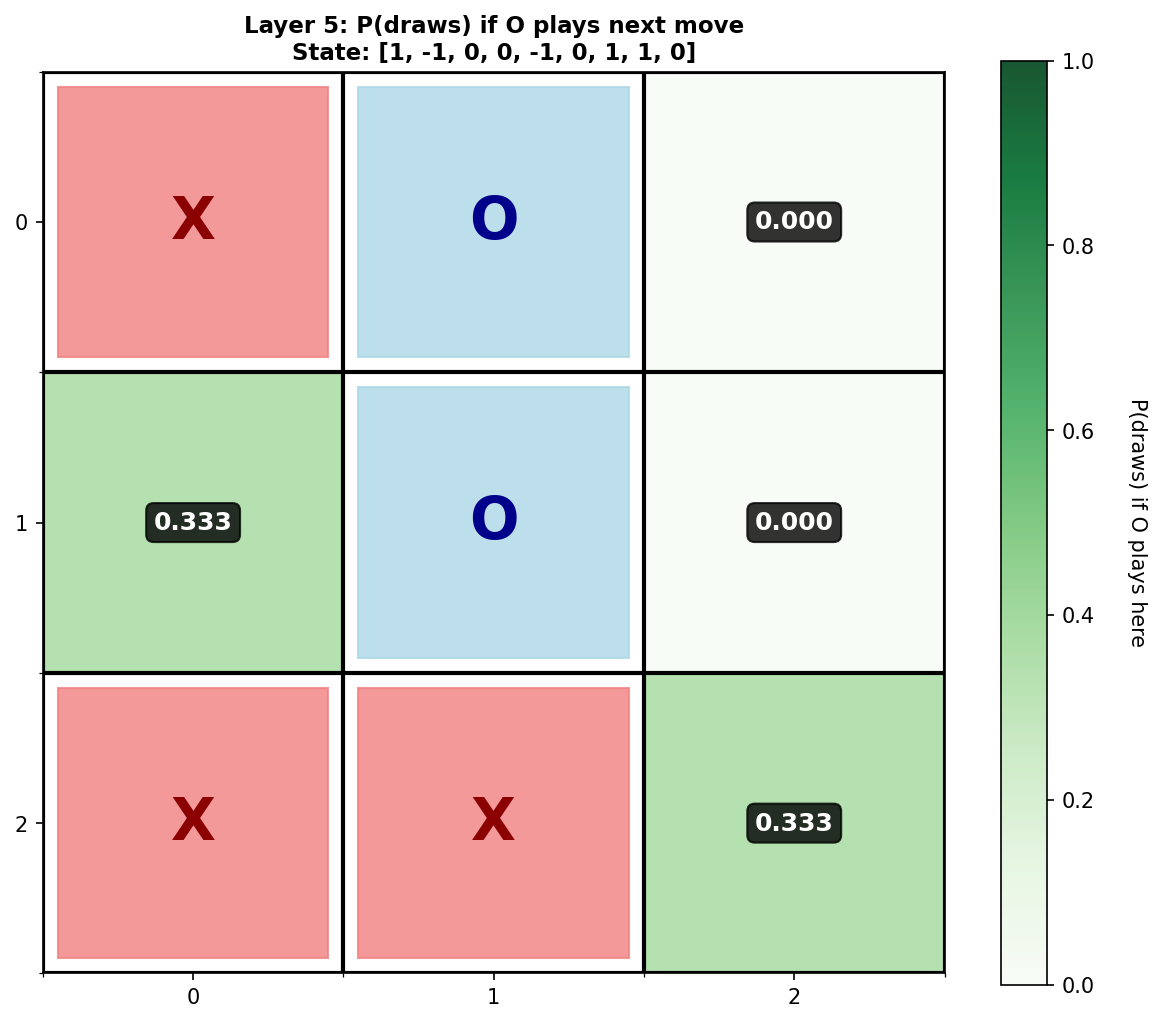 Layer 5: P(draws) if O plays next move
State: [1, -1, 0, 0, -1, 0, 1, 1, 0]
0
X
O
0.000
1
0.333
O
0.000
2
X
X
0.333
0
1
2
1.0
0.8
0.6
0.4
0.2
0.0
P(draws) if O plays here